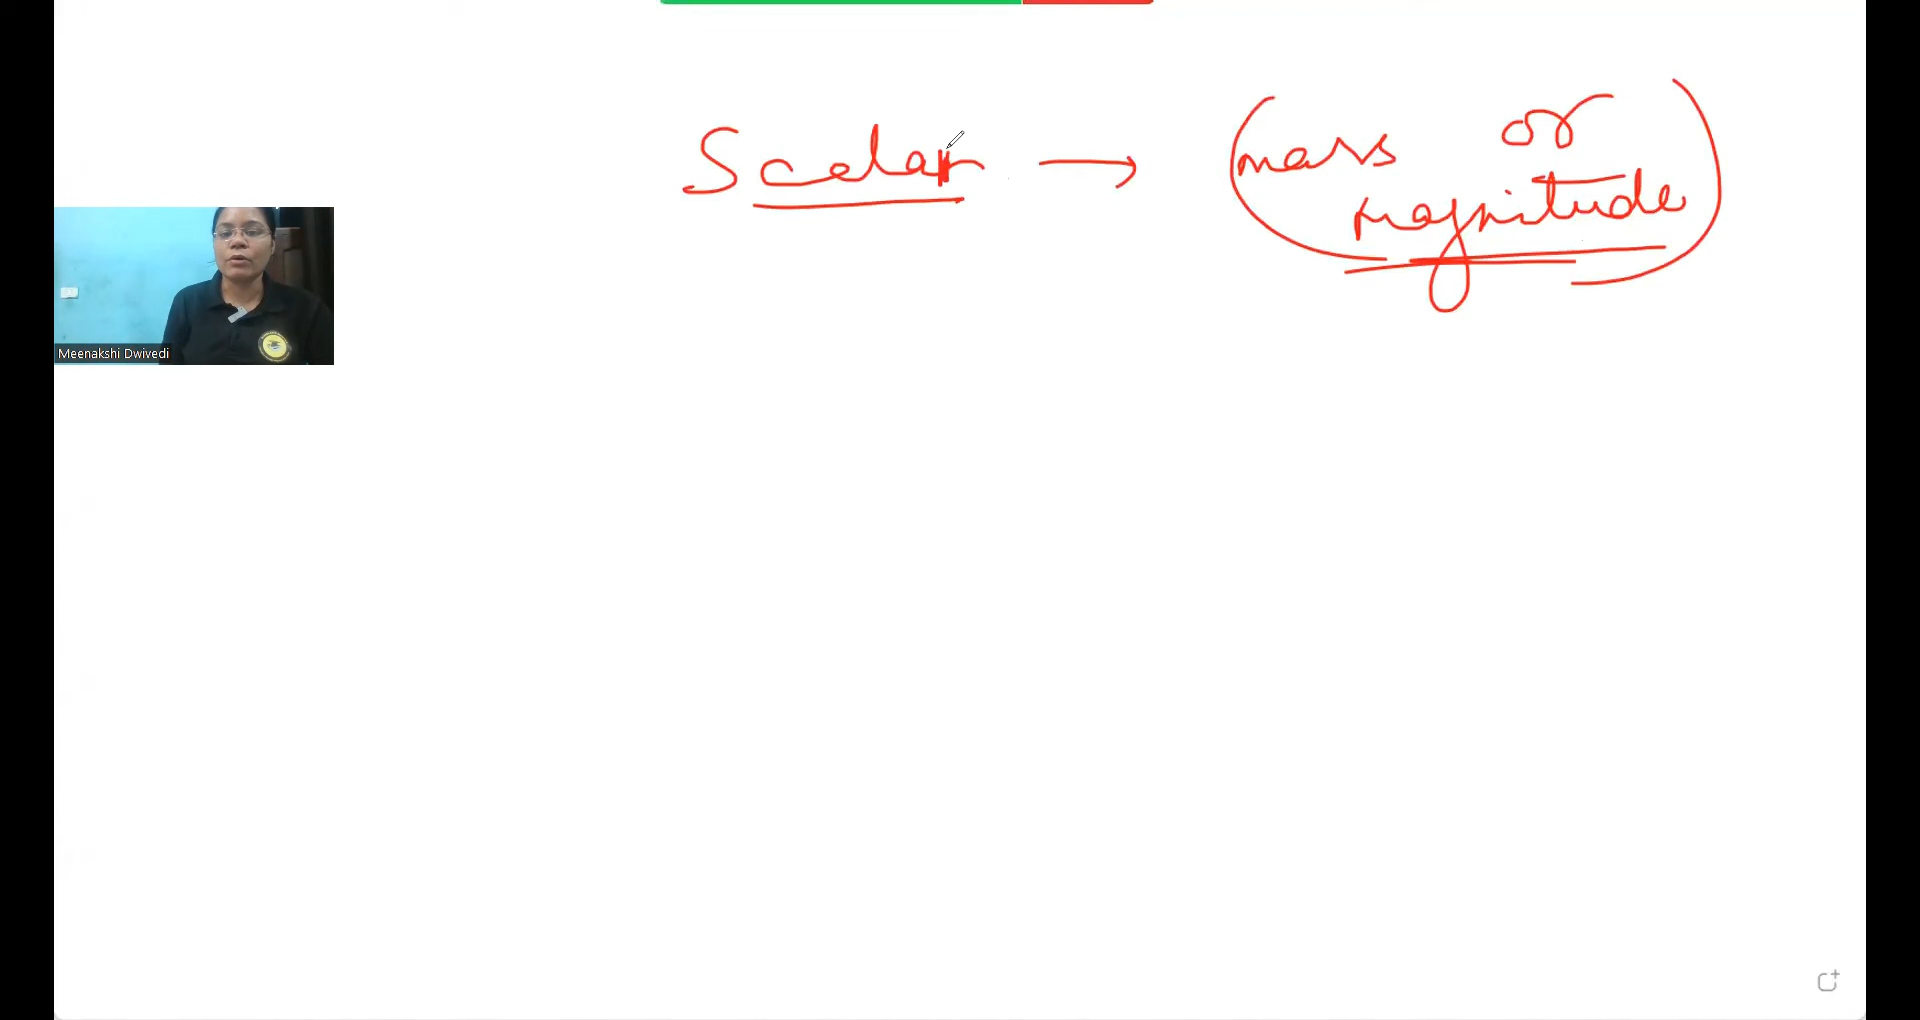 Scalar → (mass or
magnitude)
Meenakshi Dwivedi